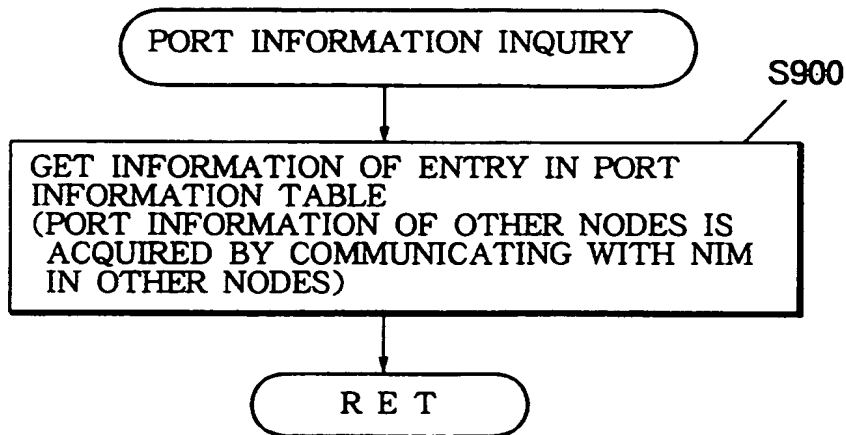 PORT INFORMATION INQUIRY
S900
GET INFORMATION OF ENTRY IN PORT
INFORMATION TABLE
(PORT INFORMATION OF OTHER NODES IS
ACQUIRED BY COMMUNICATING WITH NIM
IN OTHER NODES)
R E T